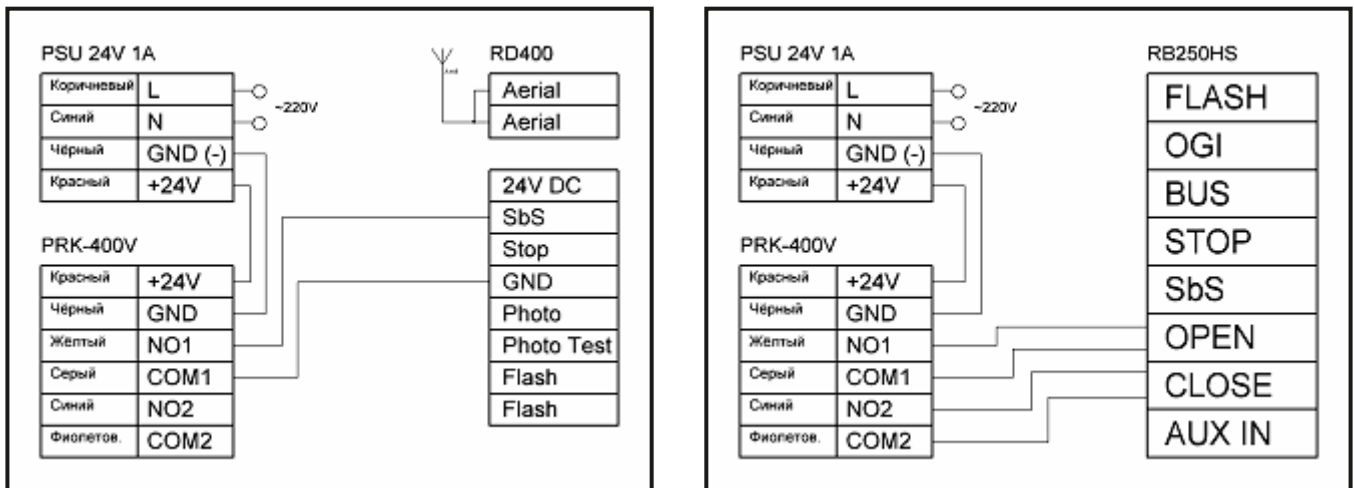 PSU 24V 1A
Коричневый L
Синий N
Чёрный GND (-)
Красный +24V
~220V
PRK-400V
Красный +24V
Чёрный GND
Жёлтый NO1
Серый COM1
Синий NO2
Фиолетов. COM2
RD400
Aerial
Aerial
24V DC
SbS
Stop
GND
Photo
Photo Test
Flash
Flash
PSU 24V 1A
Коричневый L
Синий N
Чёрный GND (-)
Красный +24V
~220V
PRK-400V
Красный +24V
Чёрный GND
Жёлтый NO1
Серый COM1
Синий NO2
Фиолетов. COM2
RB250HS
FLASH
OGI
BUS
STOP
SbS
OPEN
CLOSE
AUX IN